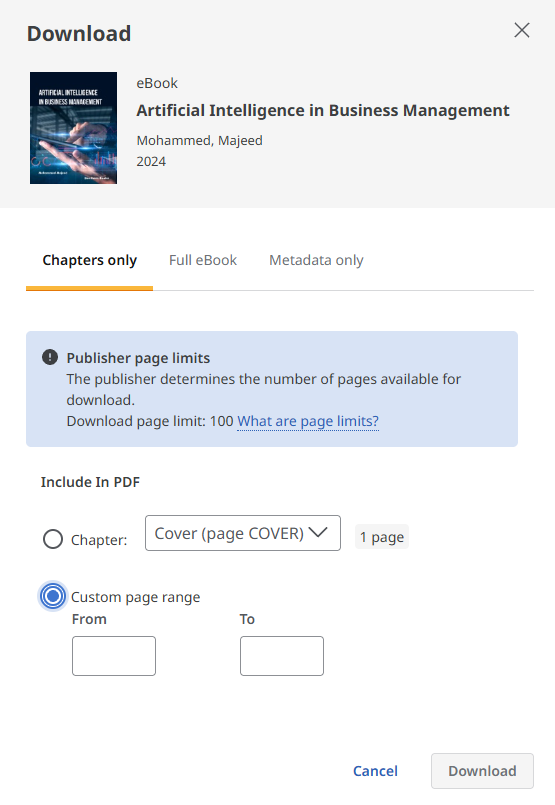 Download
eBook
ARTIFICIAL INTELLIGENCE
IN BUSINESS MANAGEMENT
Artificial Intelligence in Business Management
Mohammed, Majeed
2024
Mohammed Majeed
Chapters only
Full eBook
Metadata only
Publisher page limits
The publisher determines the number of pages available for
download.
Download page limit: 100 What are page limits?
Include In PDF
Chapter:
Cover (page COVER)
1 page
Custom page range
From
To
Cancel
Download